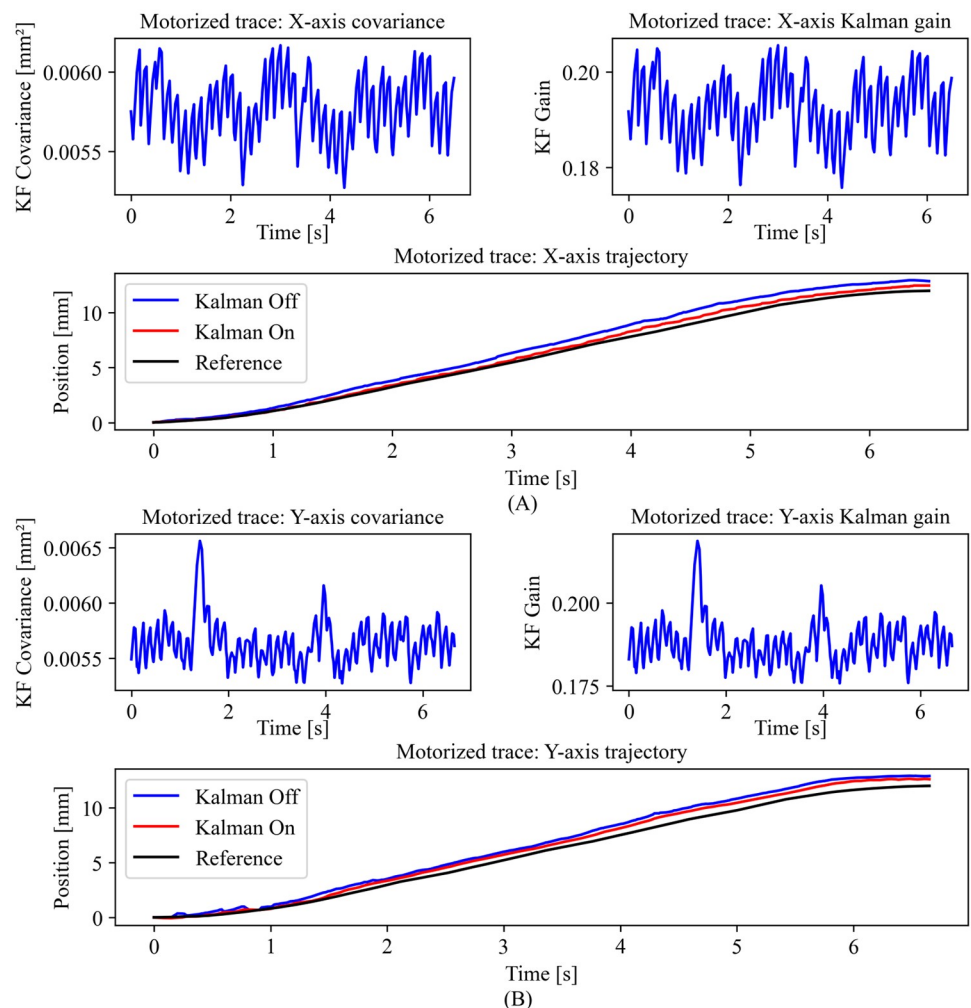 Motorized trace: X-axis covariance
KF Covariance [mm²]
0.0060
0.0055
0 2 4 6
Time [s]
Motorized trace: X-axis Kalman gain
KF Gain
0.20
0.18
0 2 4 6
Time [s]
Motorized trace: X-axis trajectory
Position [mm]
10
5
0
Kalman Off
Kalman On
Reference
0 1 2 3 4 5 6
Time [s]
(A)
Motorized trace: Y-axis covariance
KF Covariance [mm²]
0.0065
0.0060
0.0055
0 2 4 6
Time [s]
Motorized trace: Y-axis Kalman gain
KF Gain
0.200
0.175
0 2 4 6
Time [s]
Motorized trace: Y-axis trajectory
Position [mm]
10
5
0
Kalman Off
Kalman On
Reference
0 1 2 3 4 5 6
Time [s]
(B)